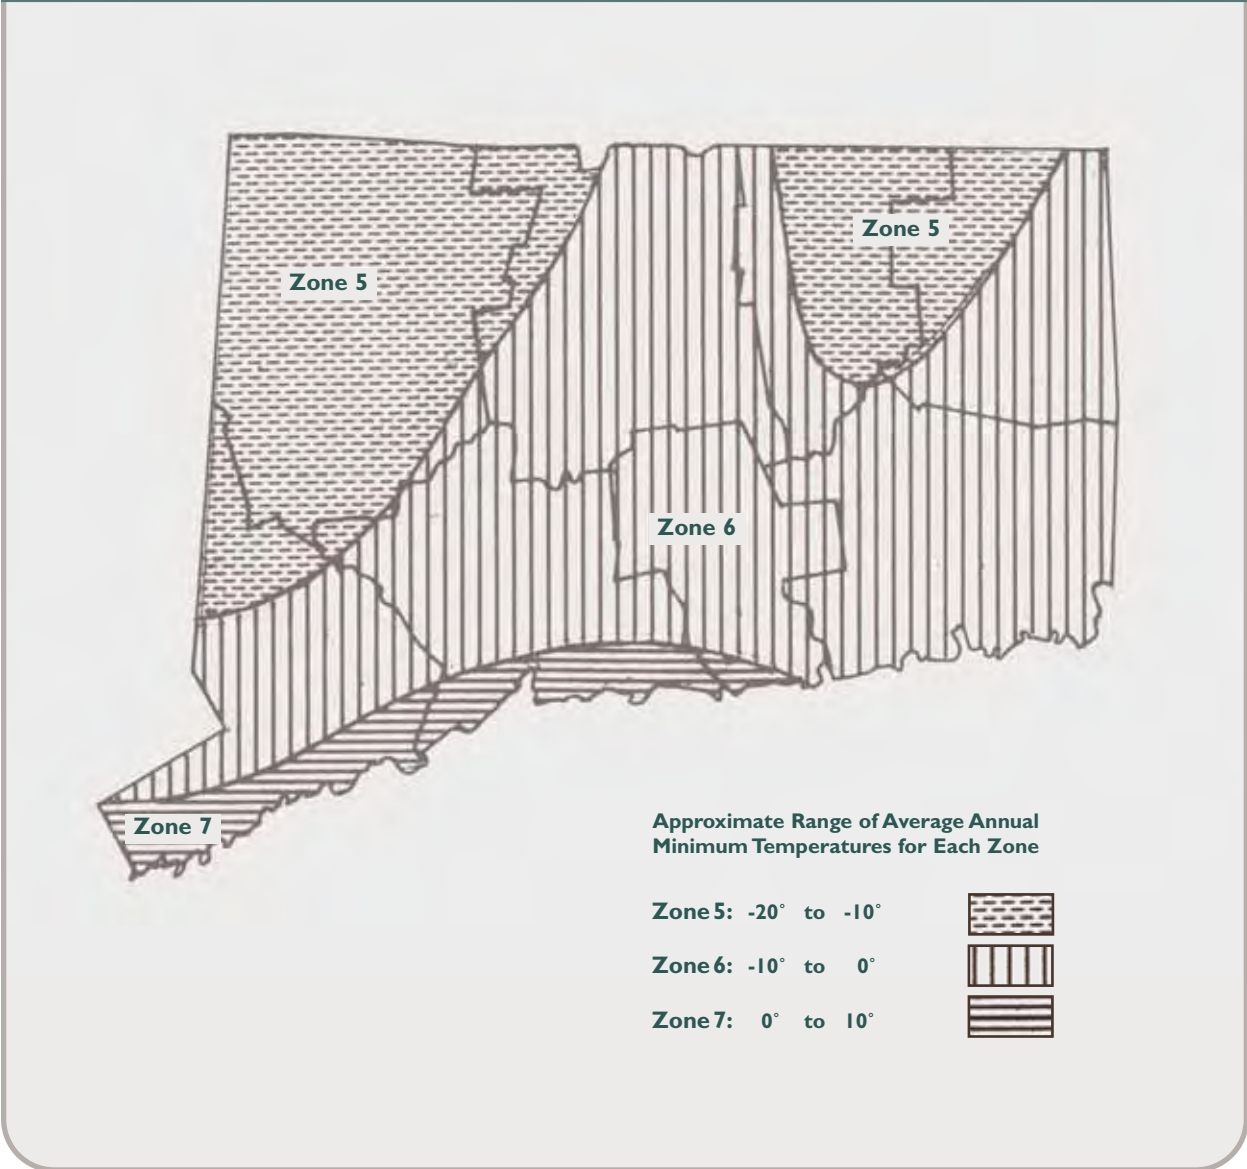 Zone 5
Zone 5
Zone 6
Zone 7
Approximate Range of Average Annual
Minimum Temperatures for Each Zone
Zone 5: -20° to -10°
Zone 6: -10° to 0°
Zone 7: 0° to 10°